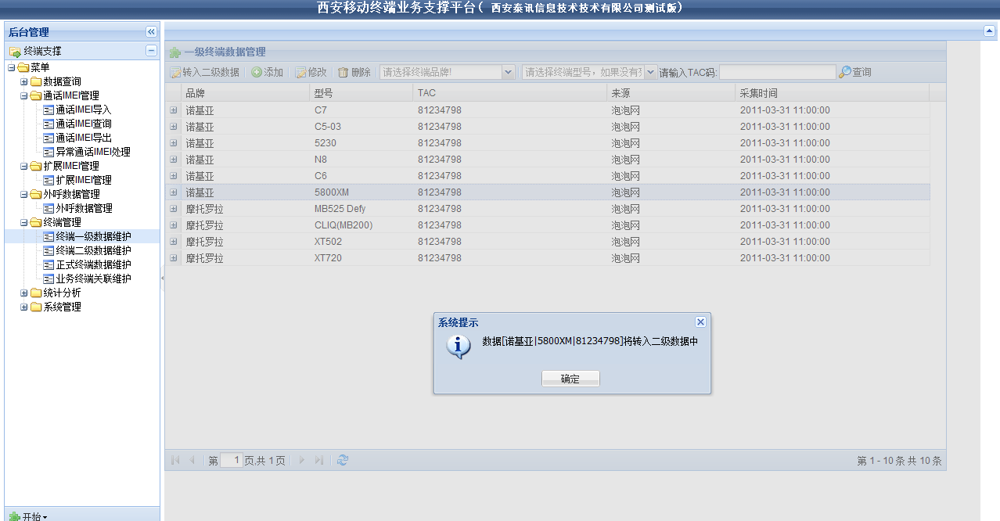 西安移动终端业务支撑平台( 西安泰讯信息技术技术有限公司测试版)
后台管理
终端支撑
菜单
数据查询
通话IMEI管理
通话IMEI导入
通话IMEI查询
通话IMEI导出
异常通话IMEI处理
扩展IMEI管理
扩展IMEI管理
外呼数据管理
外呼数据管理
终端管理
终端一级数据维护
终端二级数据维护
正式终端数据维护
业务终端关联维护
统计分析
系统管理
开始
一级终端数据管理
转入二级数据 添加 修改 删除 请选择终端品牌! 请选择终端型号，如果没有 请输入TAC码: 查询
品牌 型号 TAC 来源 采集时间
诺基亚 C7 81234798 泡泡网 2011-03-31 11:00:00
诺基亚 C5-03 81234798 泡泡网 2011-03-31 11:00:00
诺基亚 5230 81234798 泡泡网 2011-03-31 11:00:00
诺基亚 N8 81234798 泡泡网 2011-03-31 11:00:00
诺基亚 C6 81234798 泡泡网 2011-03-31 11:00:00
诺基亚 5800XM 81234798 泡泡网 2011-03-31 11:00:00
摩托罗拉 MB525 Defy 81234798 泡泡网 2011-03-31 11:00:00
摩托罗拉 CLIQ(MB200) 81234798 泡泡网 2011-03-31 11:00:00
摩托罗拉 XT502 81234798 泡泡网 2011-03-31 11:00:00
摩托罗拉 XT720 81234798 泡泡网 2011-03-31 11:00:00
系统提示
数据[诺基亚|5800XM|81234798]将转入二级数据中
确定
第 1 页,共 1 页
第 1 - 10 条 共 10 条